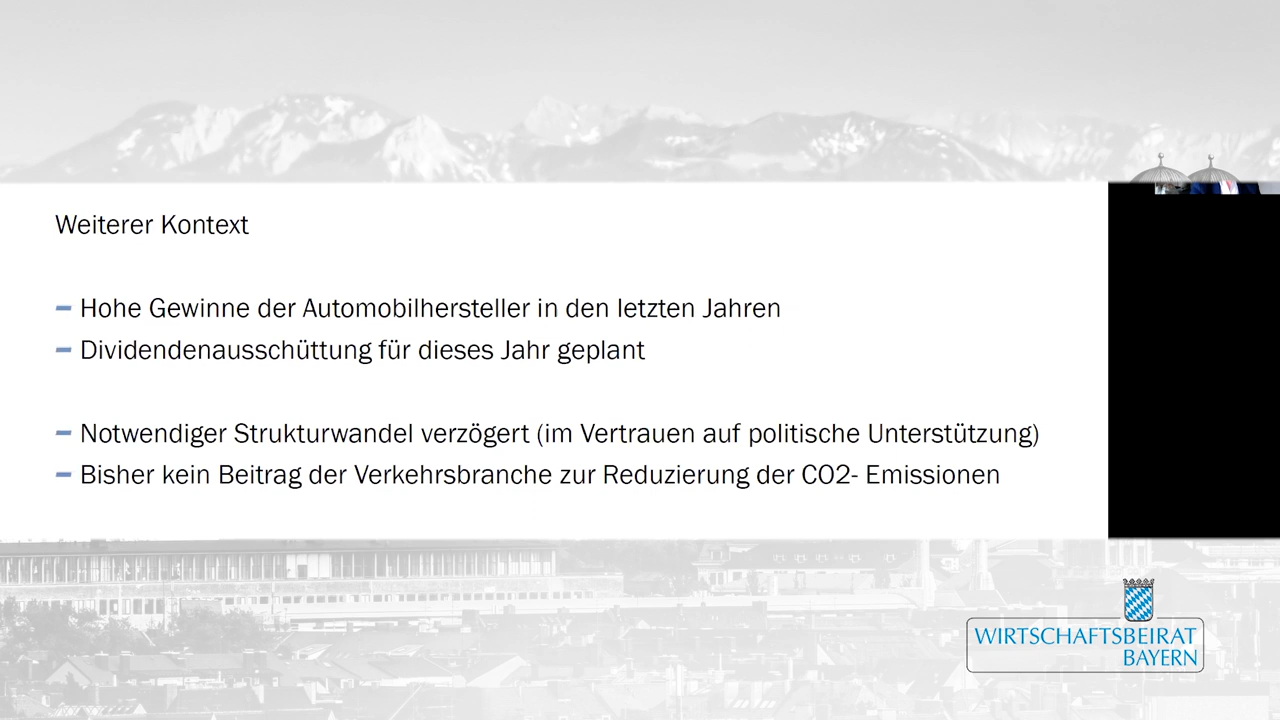 Weiterer Kontext
– Hohe Gewinne der Automobilhersteller in den letzten Jahren
– Dividendenausschüttung für dieses Jahr geplant
– Notwendiger Strukturwandel verzögert (im Vertrauen auf politische Unterstützung)
– Bisher kein Beitrag der Verkehrsbranche zur Reduzierung der CO2- Emissionen
WIRTSCHAFTSBEIRAT
BAYERN